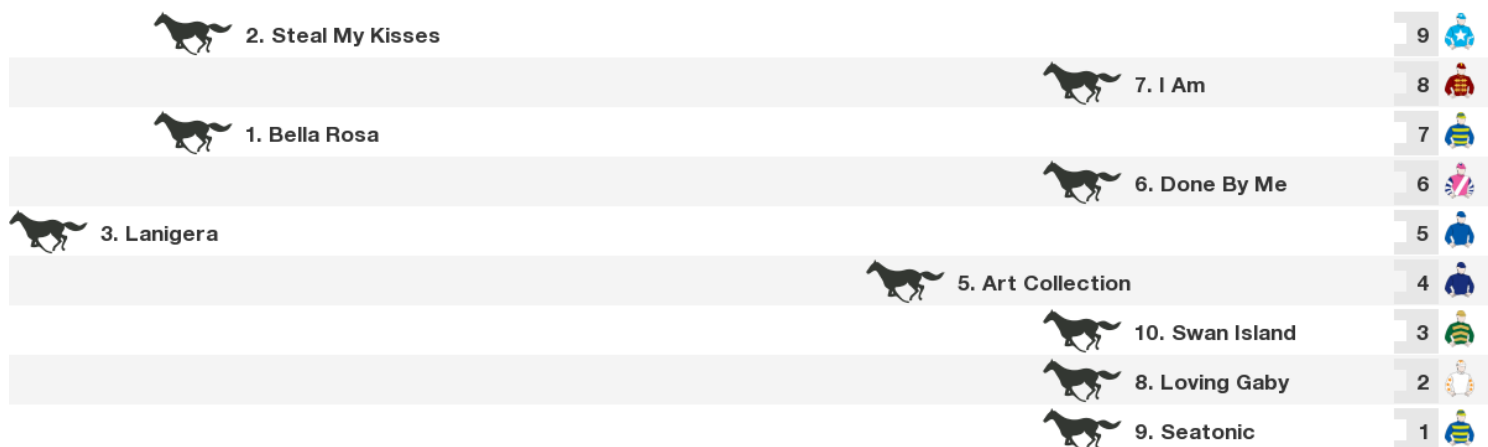 2. Steal My Kisses 9
7. I Am 8
1. Bella Rosa 7
6. Done By Me 6
3. Lanigera 5
5. Art Collection 4
10. Swan Island 3
8. Loving Gaby 2
9. Seatonic 1